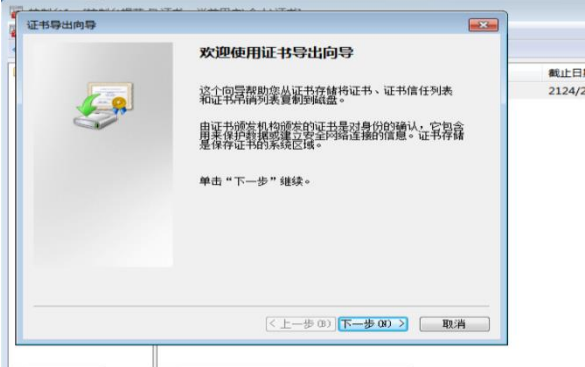 证书导出向导
欢迎使用证书导出向导
这个向导帮助您从证书存储将证书、证书信任列表
和证书吊销列表复制到磁盘。
由证书颁发机构颁发的证书是对身份的确认，它包含
用来保护数据或建立安全网络连接的信息。证书存储
是保存证书的系统区域。
单击“下一步”继续。
< 上一步(B)
下一步(N) >
取消
截止日
2124/2